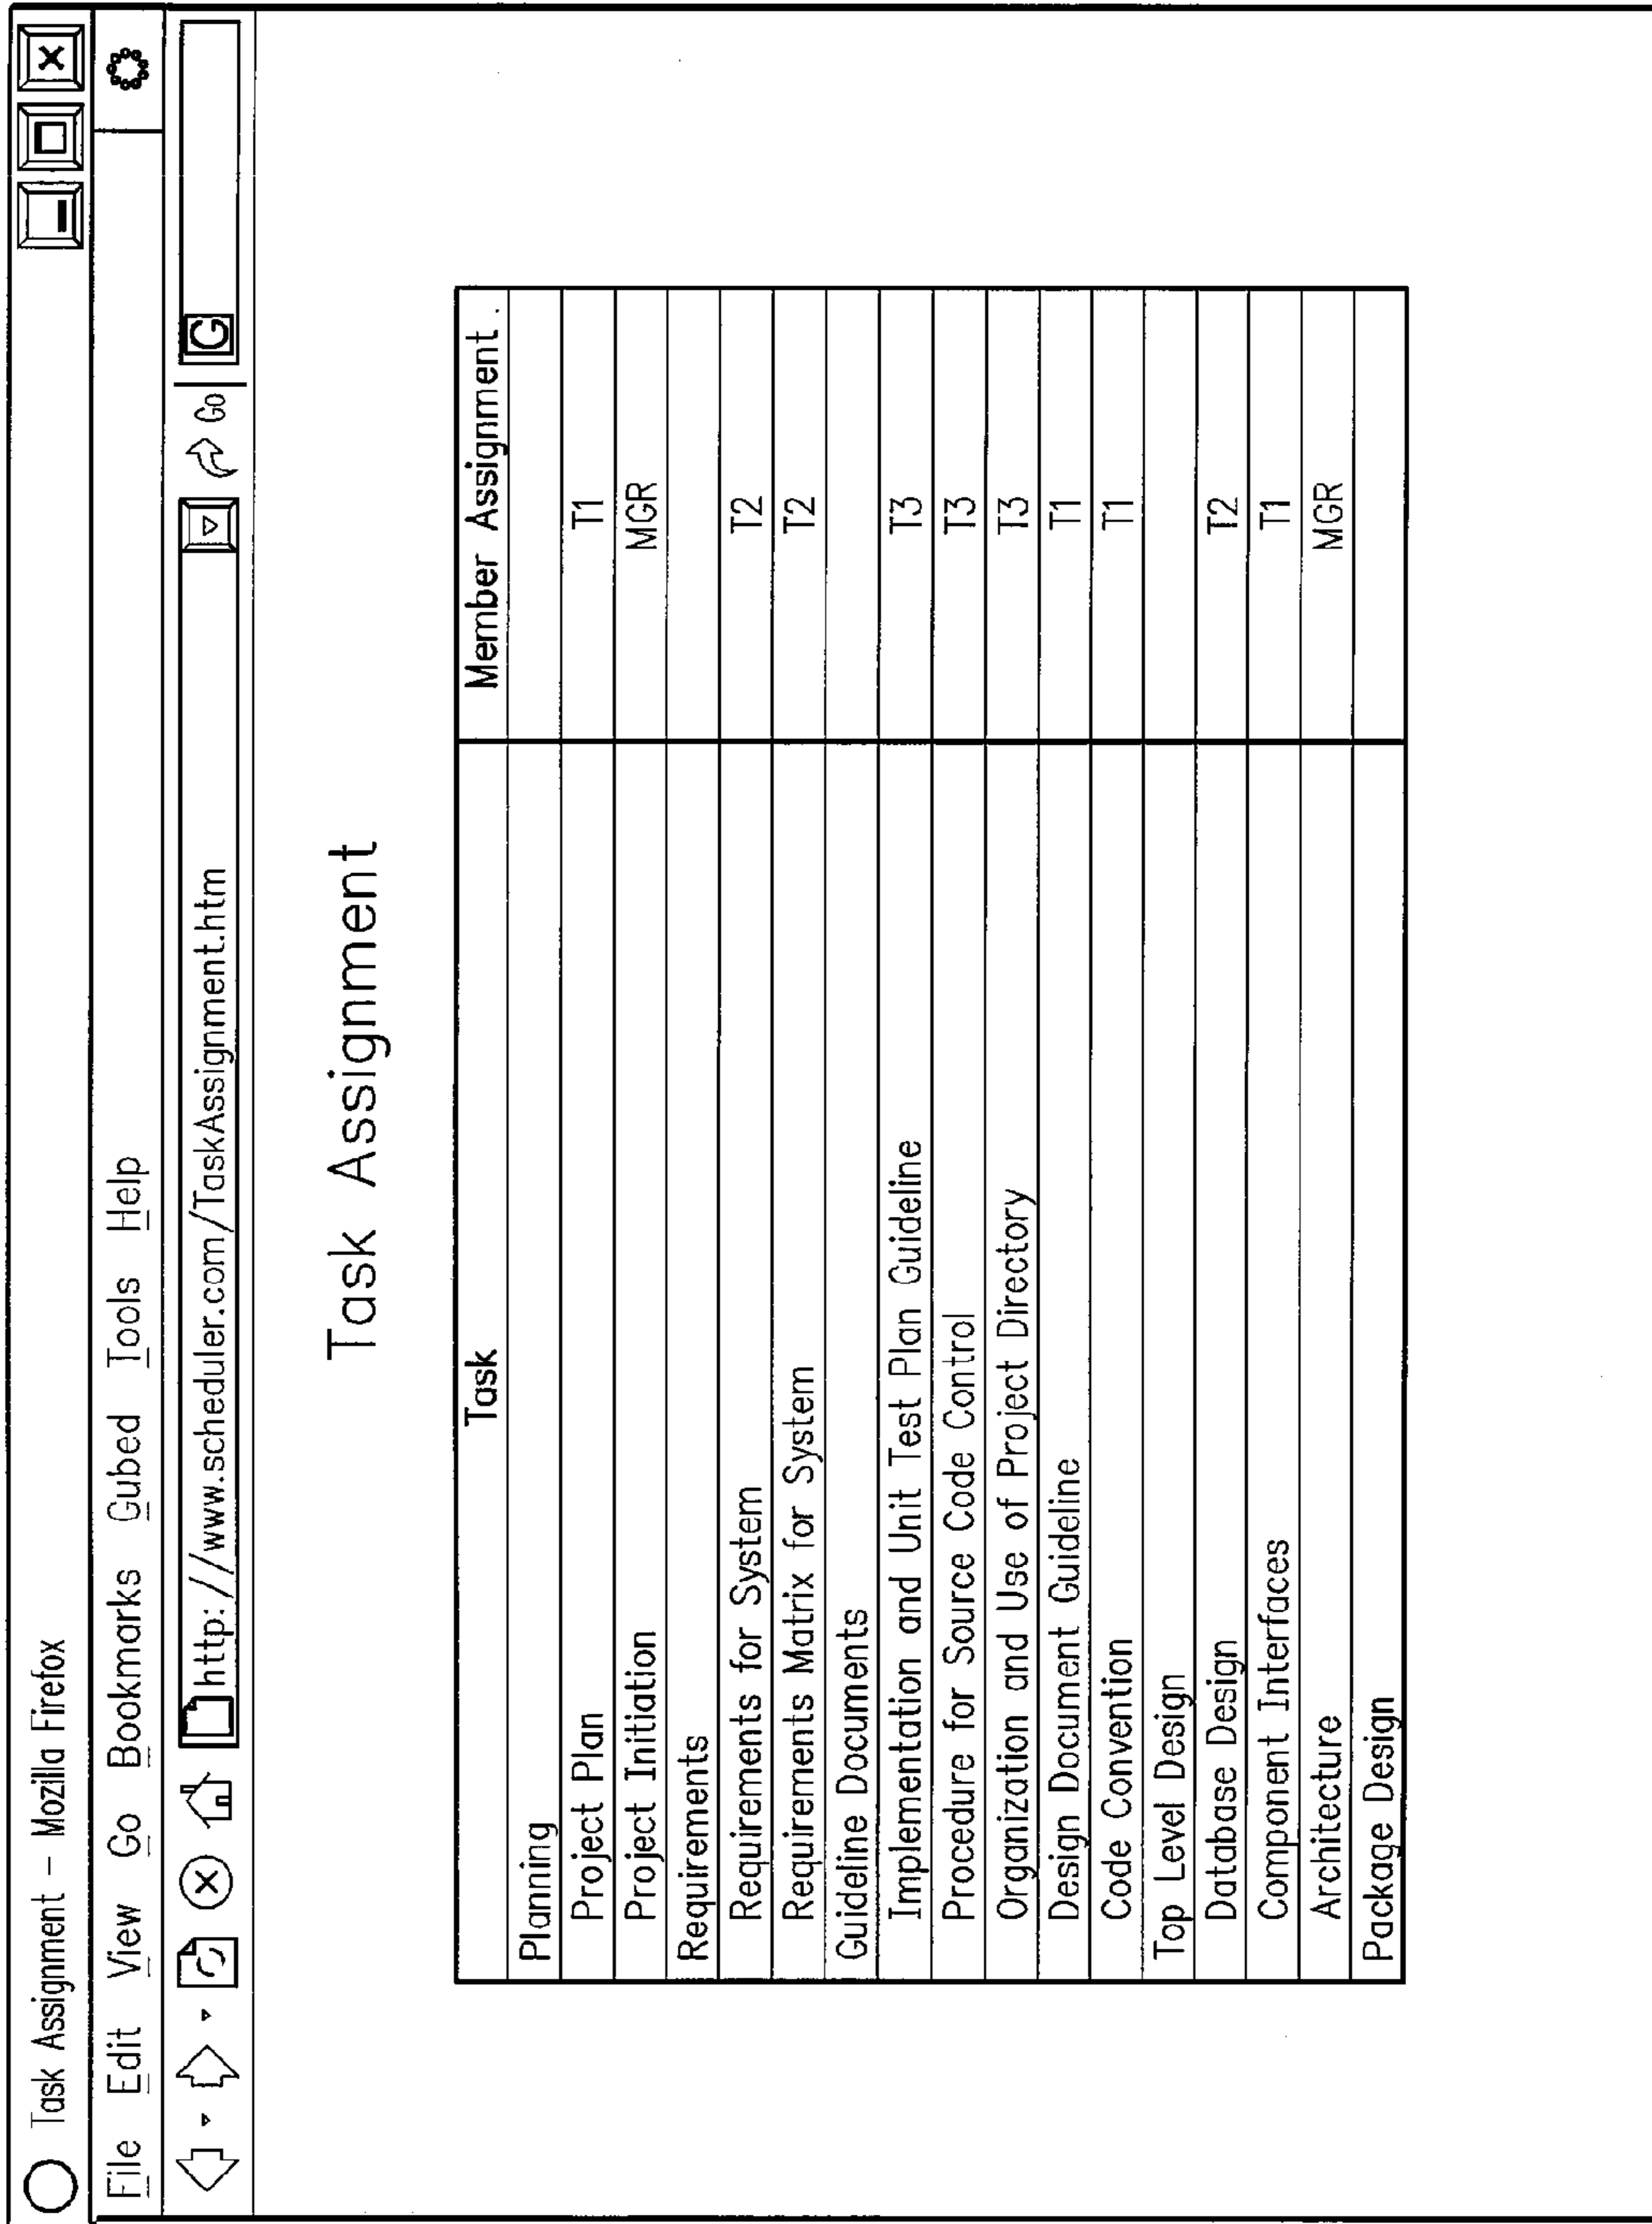 Task Assignment – Mozilla Firefox
File Edit View Go Bookmarks Gubed Tools Help
http://www.scheduler.com/TaskAssignment.htm Go G
Task Assignment
Task Member Assignment
Planning
Project Plan T1
Project Initiation MGR
Requirements
Requirements for System T2
Requirements Matrix for System T2
Guideline Documents
Implementation and Unit Test Plan Guideline T3
Procedure for Source Code Control T3
Organization and Use of Project Directory T3
Design Document Guideline T1
Code Convention T1
Top Level Design
Database Design T2
Component Interfaces T1
Architecture MGR
Package Design